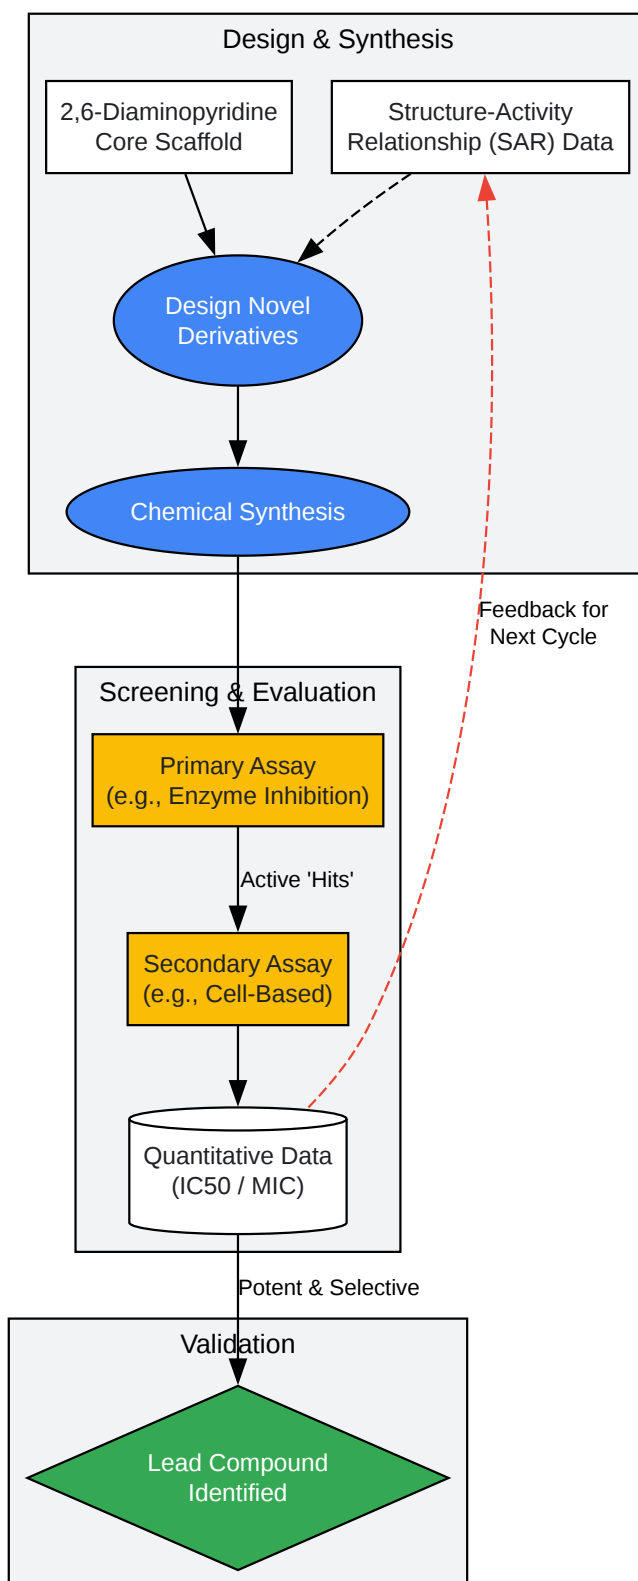 Design & Synthesis
2,6-Diaminopyridine
Core Scaffold
Structure-Activity
Relationship (SAR) Data
Design Novel
Derivatives
Chemical Synthesis
Feedback for
Next Cycle
Screening & Evaluation
Primary Assay
(e.g., Enzyme Inhibition)
Active 'Hits'
Secondary Assay
(e.g., Cell-Based)
Quantitative Data
(IC50 / MIC)
Potent & Selective
Validation
Lead Compound
Identified